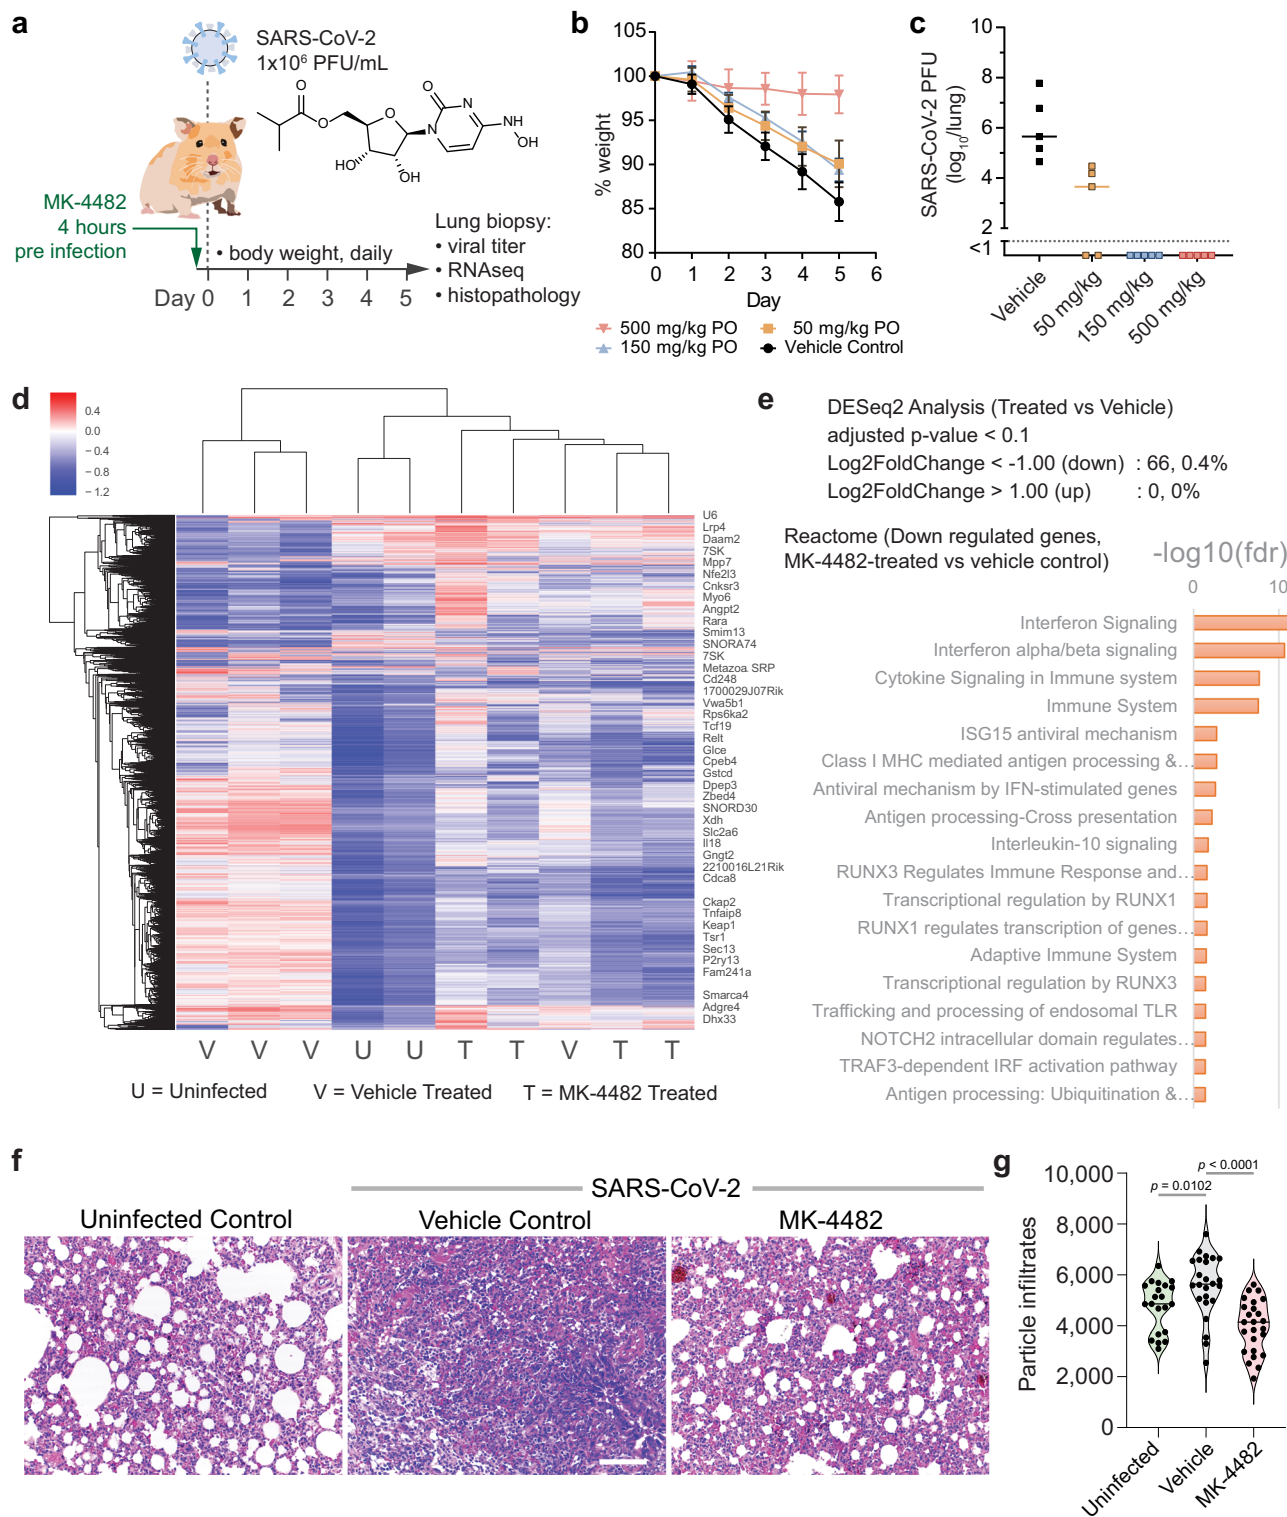 a
SARS-CoV-2
1x10⁶ PFU/mL
O
O
O
HO
OH
O
N
N
NH
OH
MK-4482
4 hours
pre infection
• body weight, daily
Day 0 1 2 3 4 5
Lung biopsy:
• viral titer
• RNAseq
• histopathology
b
% weight
105
100
95
90
85
80
0 1 2 3 4 5 6
Day
500 mg/kg PO
50 mg/kg PO
150 mg/kg PO
Vehicle Control
c
SARS-CoV-2 PFU
(log₁₀/lung)
10
8
6
4
2
<1
Vehicle
50 mg/kg
150 mg/kg
500 mg/kg
d
0.4
0.0
−0.4
−0.8
−1.2
U6
Lrp4
Daam2
7SK
Mpp7
Nfe2l3
Cnksr3
Myo6
Angpt2
Rara
Smim13
SNORA74
7SK
Metazoa SRP
Cd248
1700029J07Rik
Vwa5b1
Rps6ka2
Tcf19
Relt
Glce
Cpeb4
Gstcd
Dpep3
Zbed4
SNORD30
Xdh
Slc2a6
Il18
Gngt2
2210016L21Rik
Cdca8
Ckap2
Tnfaip8
Keap1
Tsr1
Sec13
P2ry13
Fam241a
Smarca4
Adgre4
Dhx33
V V V U U T T V T T
U = Uninfected V = Vehicle Treated T = MK-4482 Treated
e
DESeq2 Analysis (Treated vs Vehicle)
adjusted p-value < 0.1
Log2FoldChange < -1.00 (down) : 66, 0.4%
Log2FoldChange > 1.00 (up) : 0, 0%
Reactome (Down regulated genes,
MK-4482-treated vs vehicle control)
-log10(fdr)
0 10
Interferon Signaling
Interferon alpha/beta signaling
Cytokine Signaling in Immune system
Immune System
ISG15 antiviral mechanism
Class I MHC mediated antigen processing &...
Antiviral mechanism by IFN-stimulated genes
Antigen processing-Cross presentation
Interleukin-10 signaling
RUNX3 Regulates Immune Response and...
Transcriptional regulation by RUNX1
RUNX1 regulates transcription of genes...
Adaptive Immune System
Transcriptional regulation by RUNX3
Trafficking and processing of endosomal TLR
NOTCH2 intracellular domain regulates...
TRAF3-dependent IRF activation pathway
Antigen processing: Ubiquitination &...
f
SARS-CoV-2
Uninfected Control
Vehicle Control
MK-4482
g
p < 0.0001
p = 0.0102
Particle infiltrates
10,000
8,000
6,000
4,000
2,000
0
Uninfected
Vehicle
MK-4482